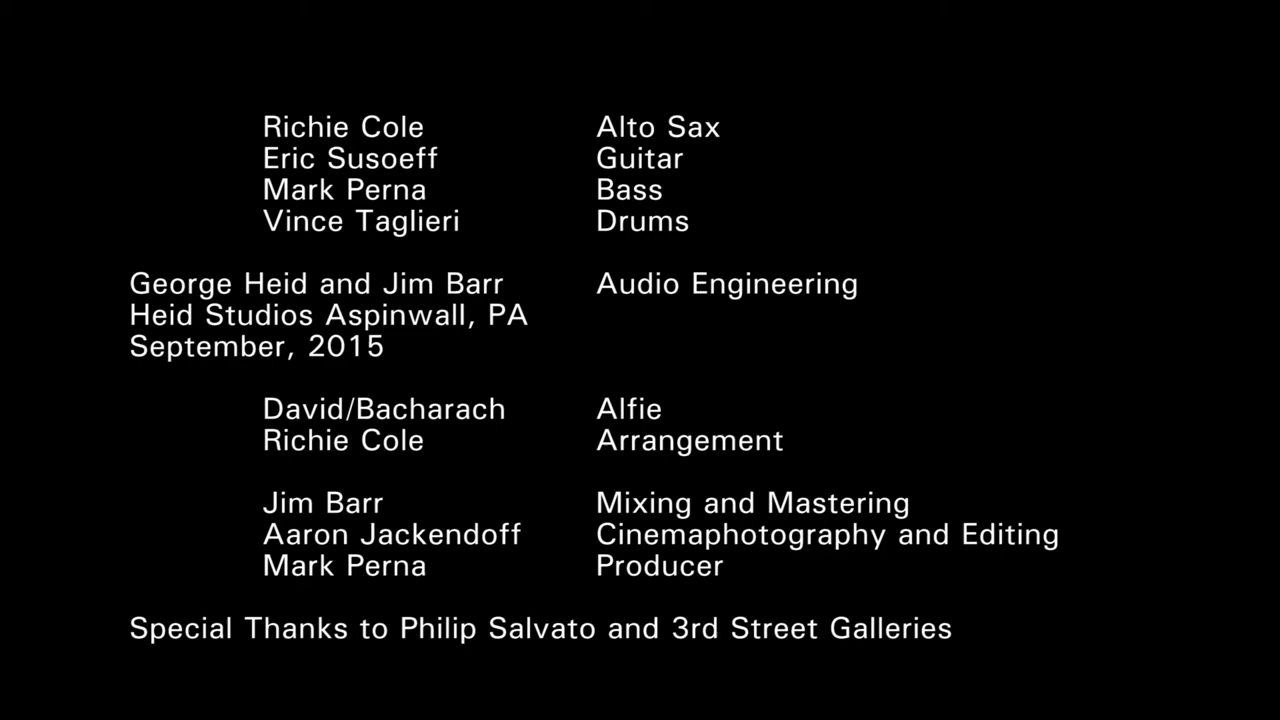 Richie Cole Alto Sax
Eric Susoeff Guitar
Mark Perna Bass
Vince Taglieri Drums
George Heid and Jim Barr Audio Engineering
Heid Studios Aspinwall, PA
September, 2015
David/Bacharach Alfie
Richie Cole Arrangement
Jim Barr Mixing and Mastering
Aaron Jackendoff Cinemaphotography and Editing
Mark Perna Producer
Special Thanks to Philip Salvato and 3rd Street Galleries